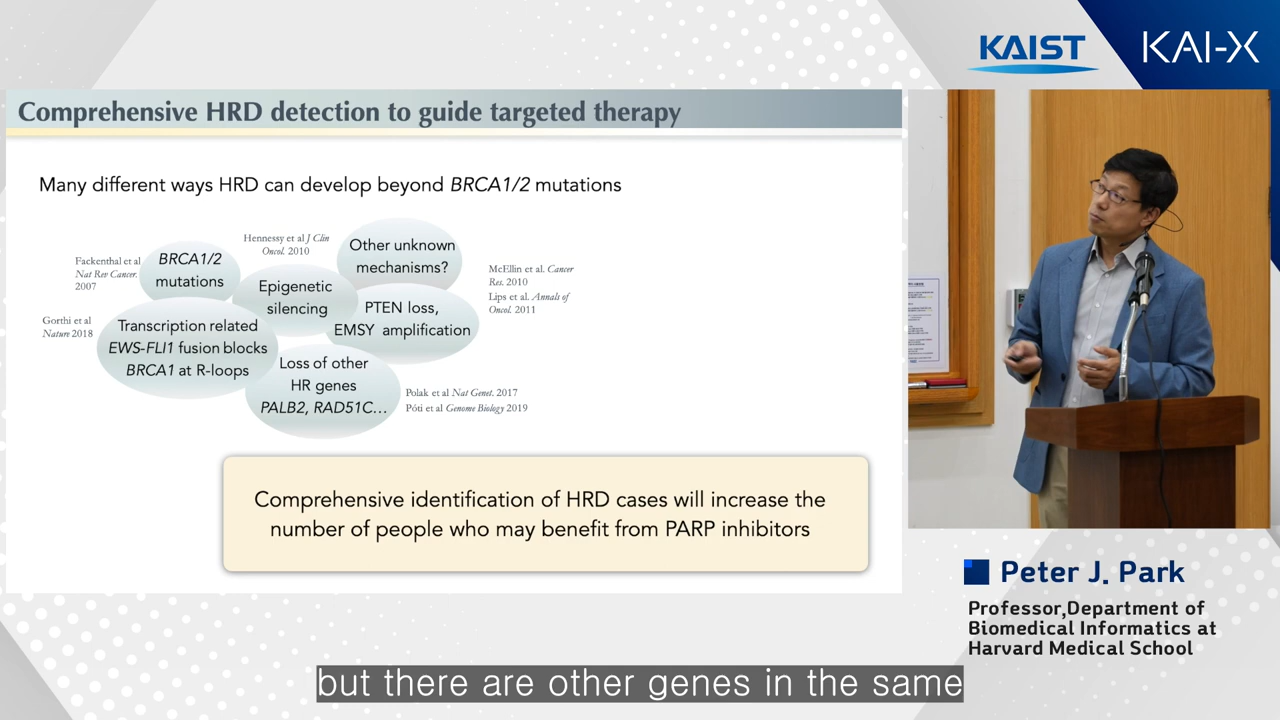 KAIST
KAI-X
Comprehensive HRD detection to guide targeted therapy
Many different ways HRD can develop beyond BRCA1/2 mutations
Fackenthal et al
Nat Rev Cancer.
2007
BRCA1/2
mutations
Hennessy et al J Clin
Oncol. 2010
Epigenetic
silencing
Other unknown
mechanisms?
McEllin et al. Cancer
Res. 2010
Lips et al. Annals of
Oncol. 2011
PTEN loss,
EMSY amplification
Gorthi et al
Nature 2018
Transcription related
EWS-FLI1 fusion blocks
BRCA1 at R-loops
Loss of other
HR genes
PALB2, RAD51C…
Polak et al Nat Genet. 2017
Póti et al Genome Biology 2019
Comprehensive identification of HRD cases will increase the
number of people who may benefit from PARP inhibitors
Peter J. Park
Professor,Department of
Biomedical Informatics at
Harvard Medical School
but there are other genes in the same